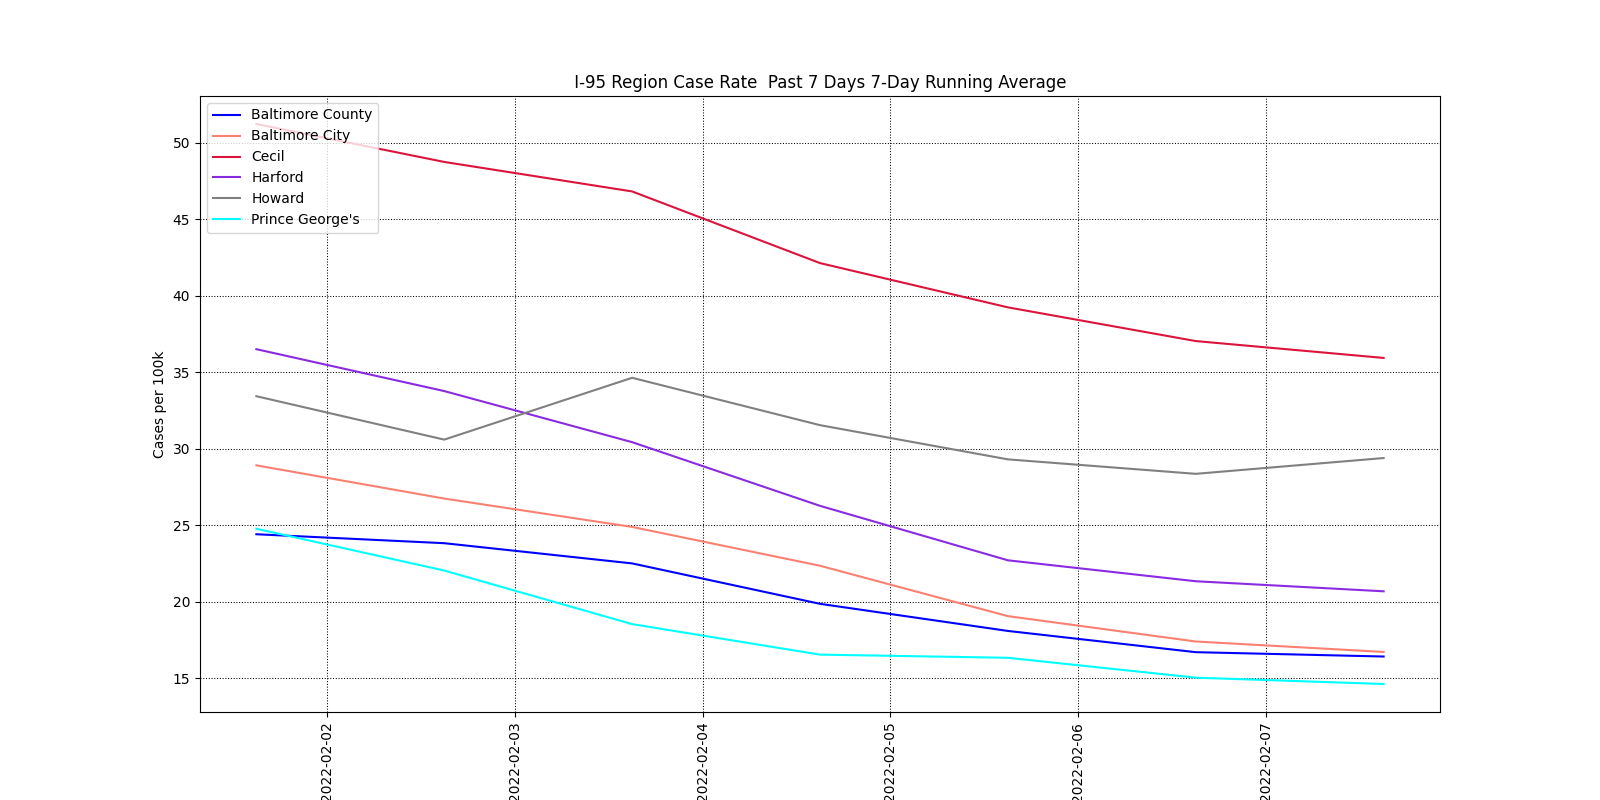 I-95 Region Case Rate  Past 7 Days 7-Day Running Average
Baltimore County
Baltimore City
Cecil
Harford
Howard
Prince George's
Cases per 100k
50
45
40
35
30
25
20
15
2022-02-02
2022-02-03
2022-02-04
2022-02-05
2022-02-06
2022-02-07